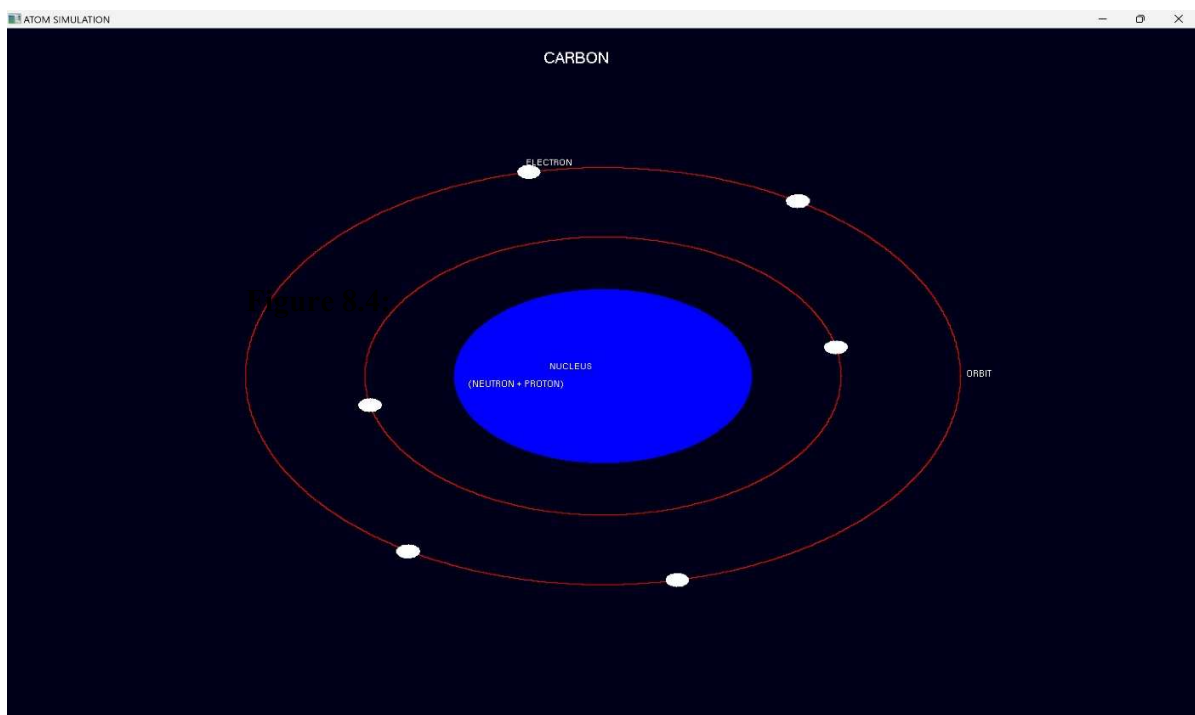 ATOM SIMULATION
CARBON
ELECTRON
Figure 8.4:
NUCLEUS
ORBIT
(NEUTRON + PROTON)